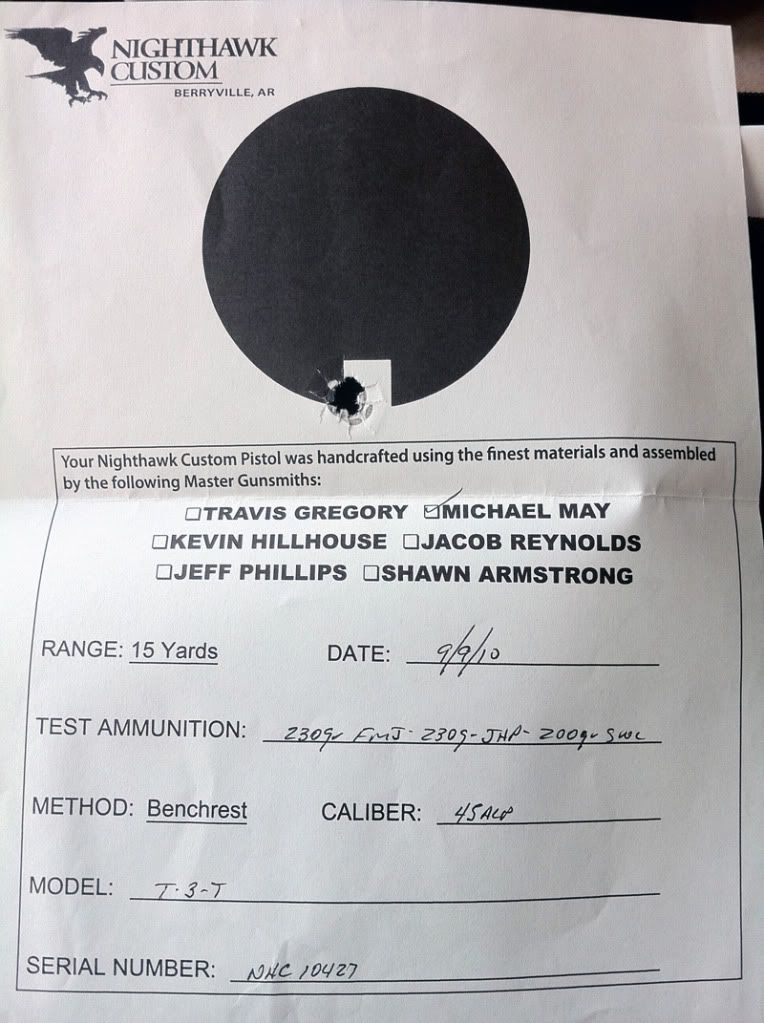 NIGHTHAWK
CUSTOM
BERRYVILLE, AR
Your Nighthawk Custom Pistol was handcrafted using the finest materials and assembled
by the following Master Gunsmiths:
☐TRAVIS GREGORY ☑MICHAEL MAY
☐KEVIN HILLHOUSE ☐JACOB REYNOLDS
☐JEFF PHILLIPS ☐SHAWN ARMSTRONG
RANGE: 15 Yards DATE: 9/9/10
TEST AMMUNITION: 230gr FMJ- 230g-JHP- 200gr SWC
METHOD: Benchrest CALIBER: 45ACP
MODEL: T-3-T
SERIAL NUMBER: NHC 10427